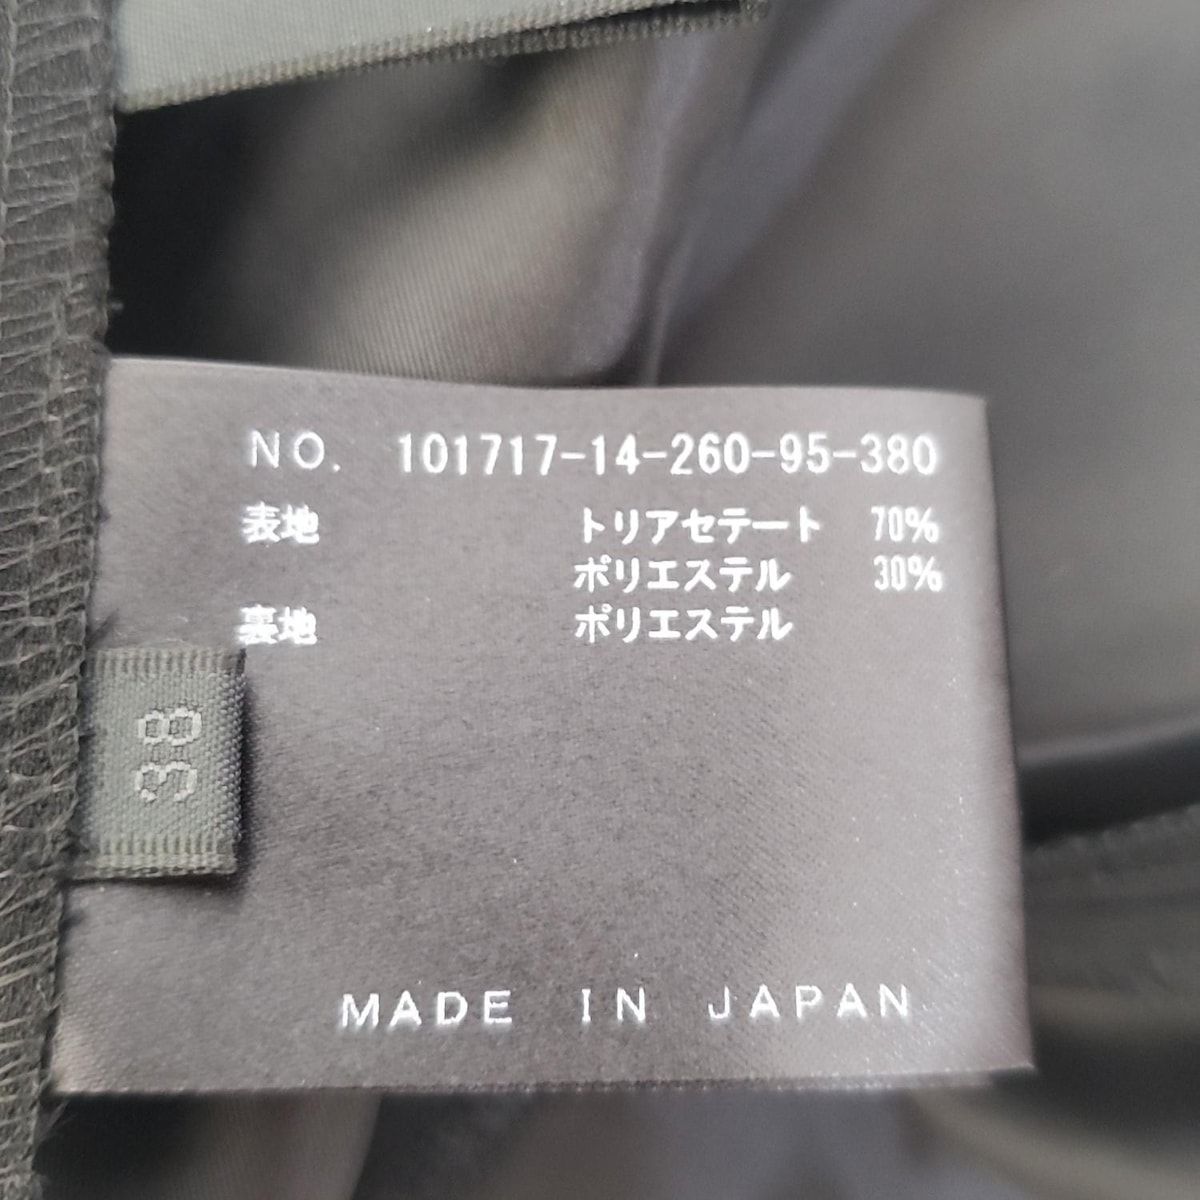 NO. 101717-14-260-95-380
表地 トリアセテート 70%
ポリエステル 30%
裏地 ポリエステル
38
MADE IN JAPAN